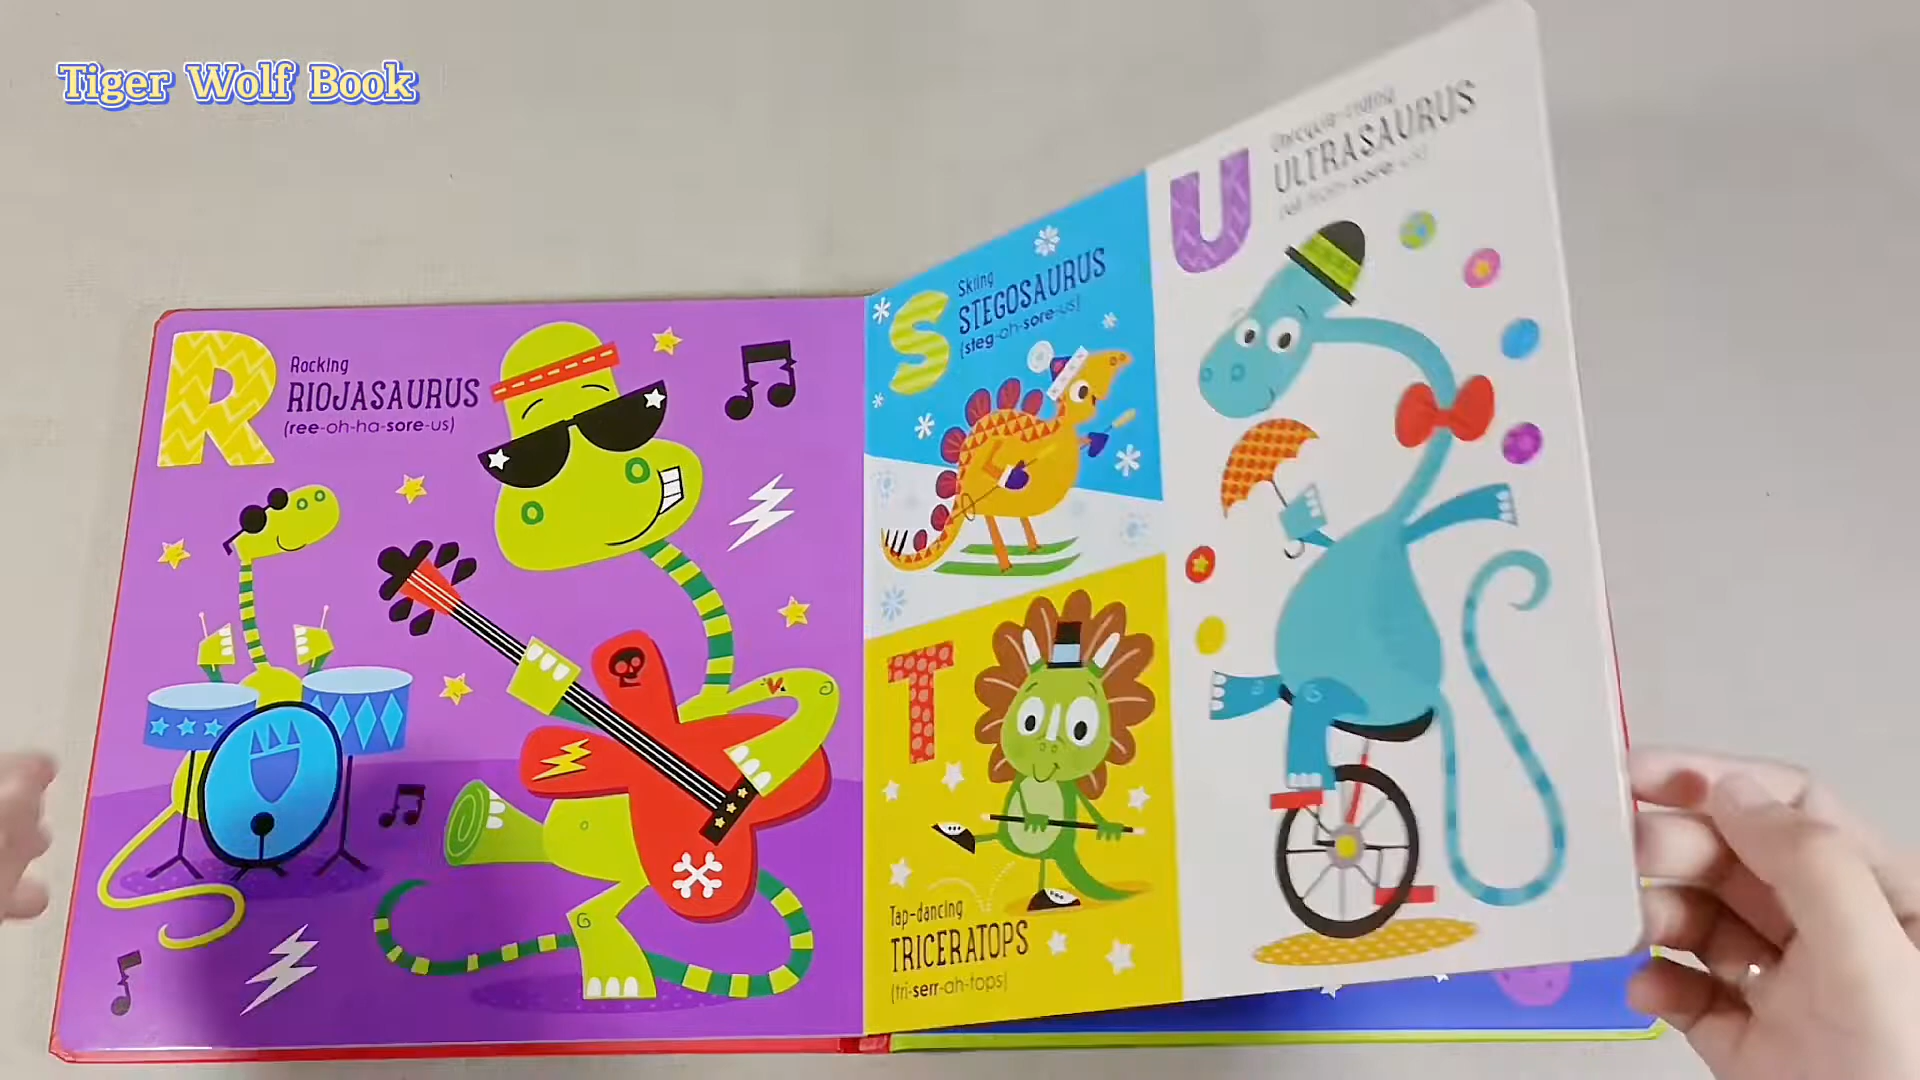 Tiger Wolf Book
R
Rocking
RIOJASAURUS
(ree-oh-ha-sore-us)
S
Skiing
STEGOSAURUS
(steg-oh-sore-us)
T
Tap-dancing
TRICERATOPS
(tri-serr-ah-tops)
U
ULTRASAURUS